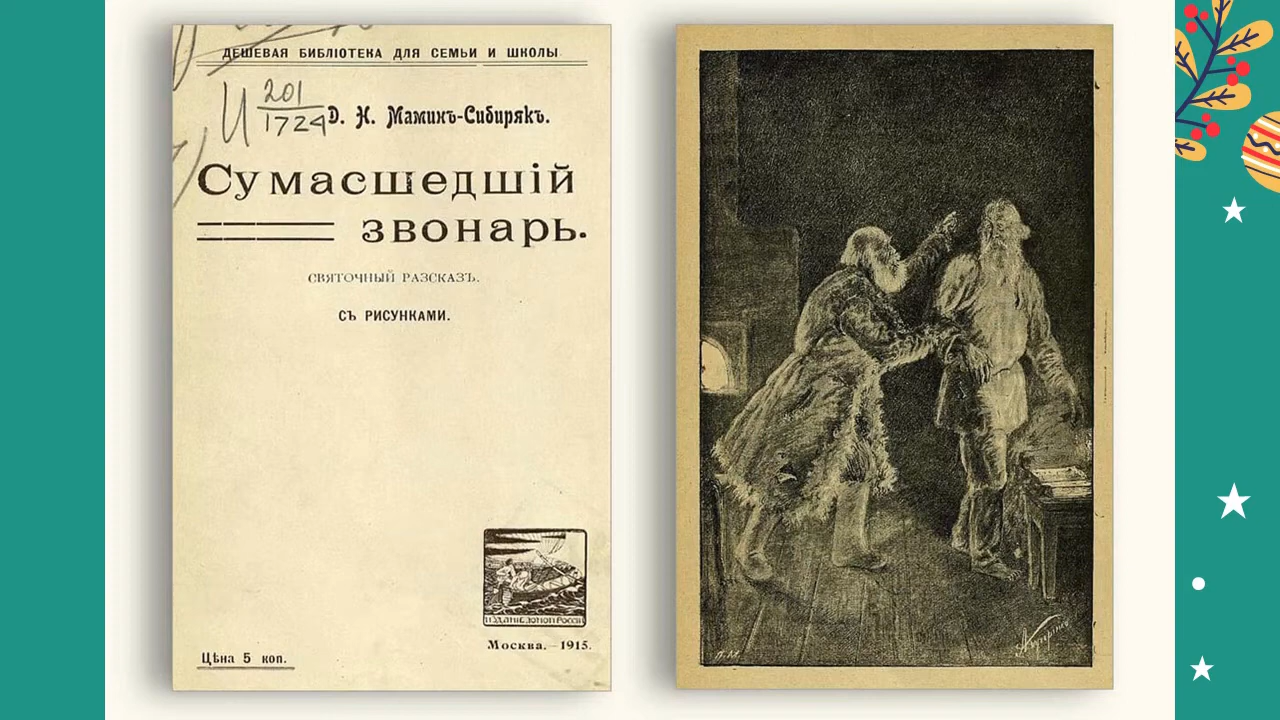 ДЕШЕВАЯ БИБЛІОТЕКА ДЛЯ СЕМЬИ И ШКОЛЫ
И 201
1724
Д. Н. Маминъ-Сибирякъ.
Сумасшедшій
звонарь.
СВЯТОЧНЫЙ РАЗСКАЗЪ.
СЪ РИСУНКАМИ.
Москва.—1915.
Цѣна 5 коп.